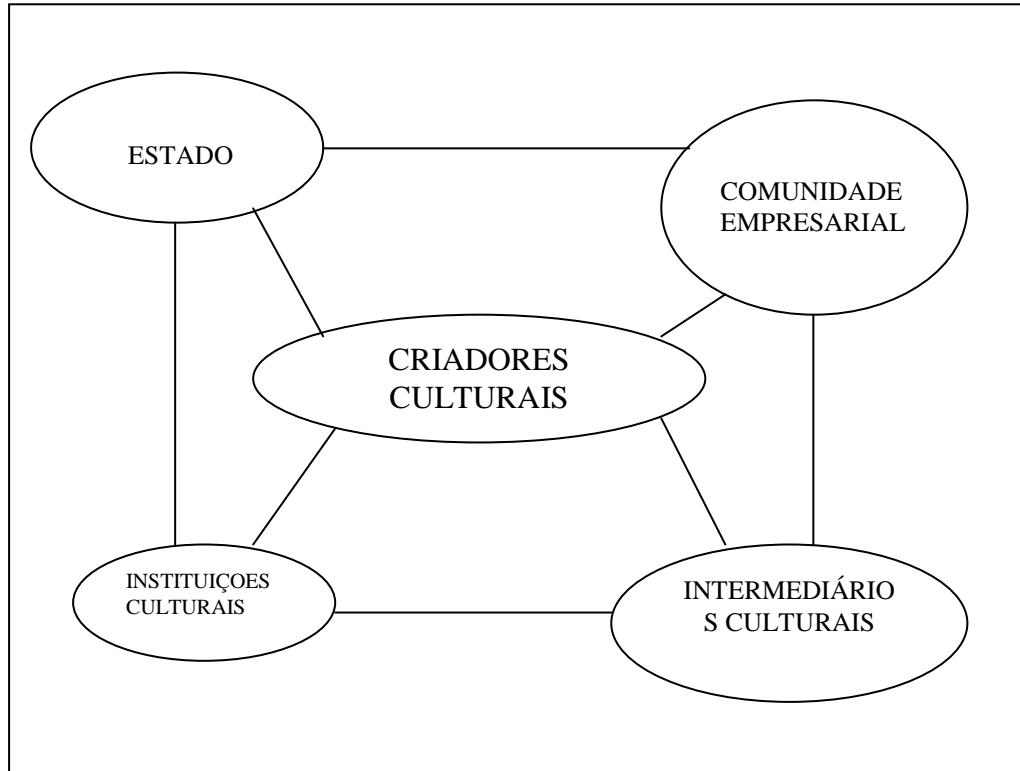 ESTADO
COMUNIDADE
EMPRESARIAL
CRIADORES
CULTURAIS
INSTITUIÇOES
CULTURAIS
INTERMEDIÁRIO
S CULTURAIS